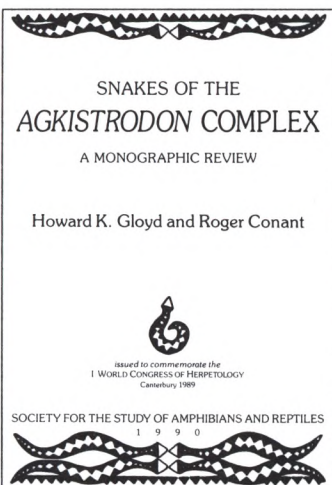 SNAKES OF THE
AGKISTRODON COMPLEX
A MONOGRAPHIC REVIEW
Howard K. Gloyd and Roger Conant
issued to commemorate the
I WORLD CONGRESS OF HERPETOLOGY
Canterbury 1989
SOCIETY FOR THE STUDY OF AMPHIBIANS AND REPTILES
1 9 9 0